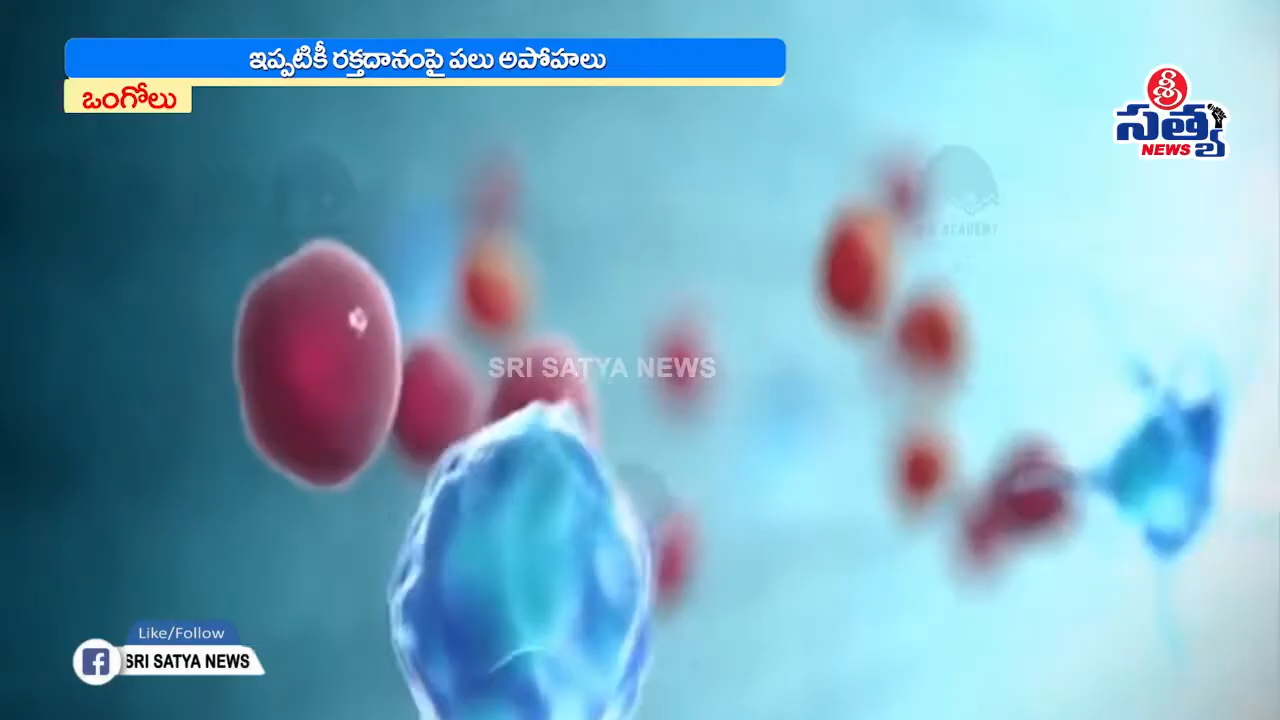 ఇప్పటికీ రక్తదానంపై పలు అపోహలు
ఒంగోలు
శ్రీ
సత్య
NEWS
SRI SATYA NEWS
Like/Follow
SRI SATYA NEWS